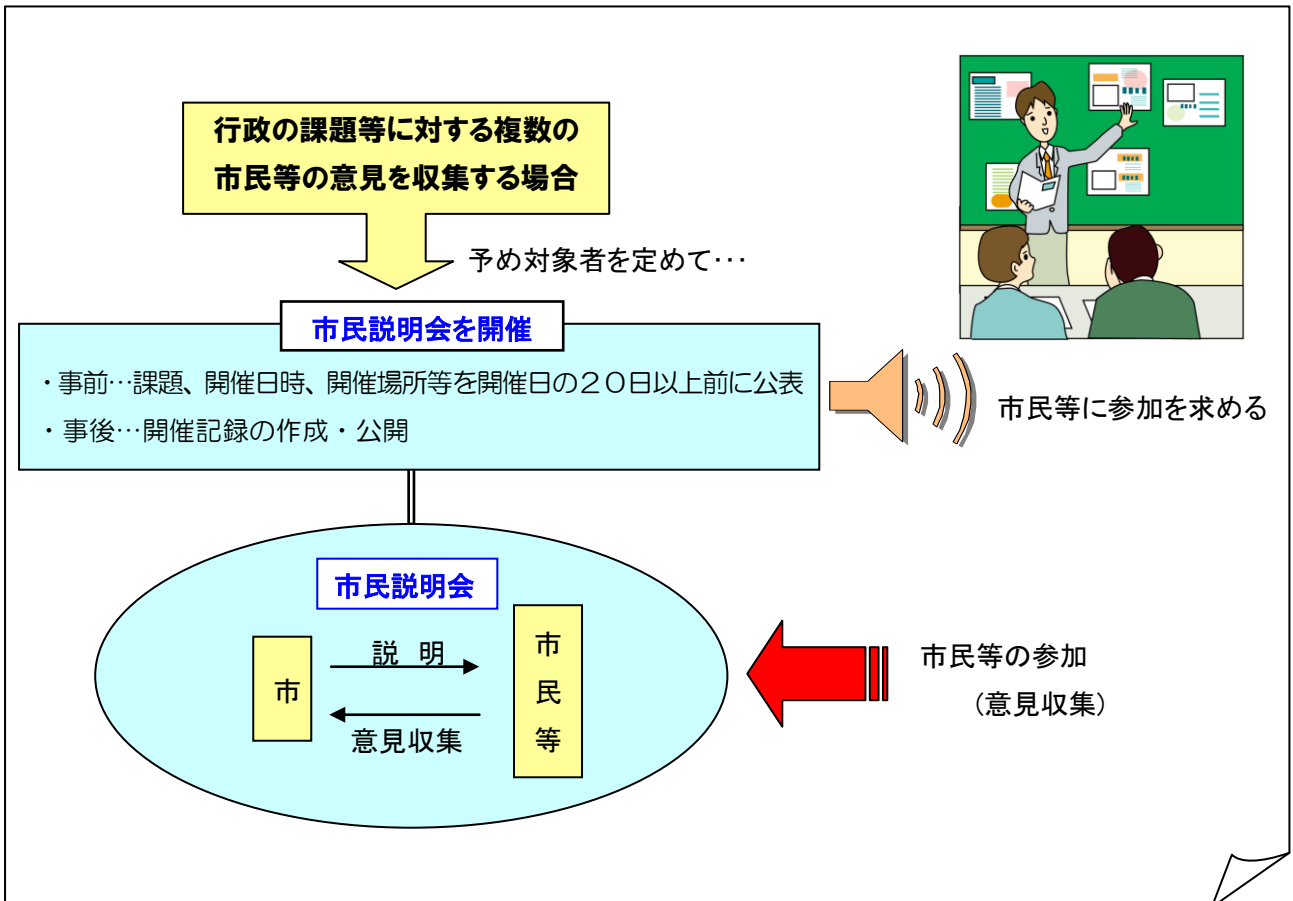 行政の課題等に対する複数の
市民等の意見を収集する場合
予め対象者を定めて･･･
市民説明会を開催
・事前…課題、開催日時、開催場所等を開催日の２０日以上前に公表
・事後…開催記録の作成・公開
市民等に参加を求める
市民説明会
市
説　明
意見収集
市民等
市民等の参加
（意見収集）